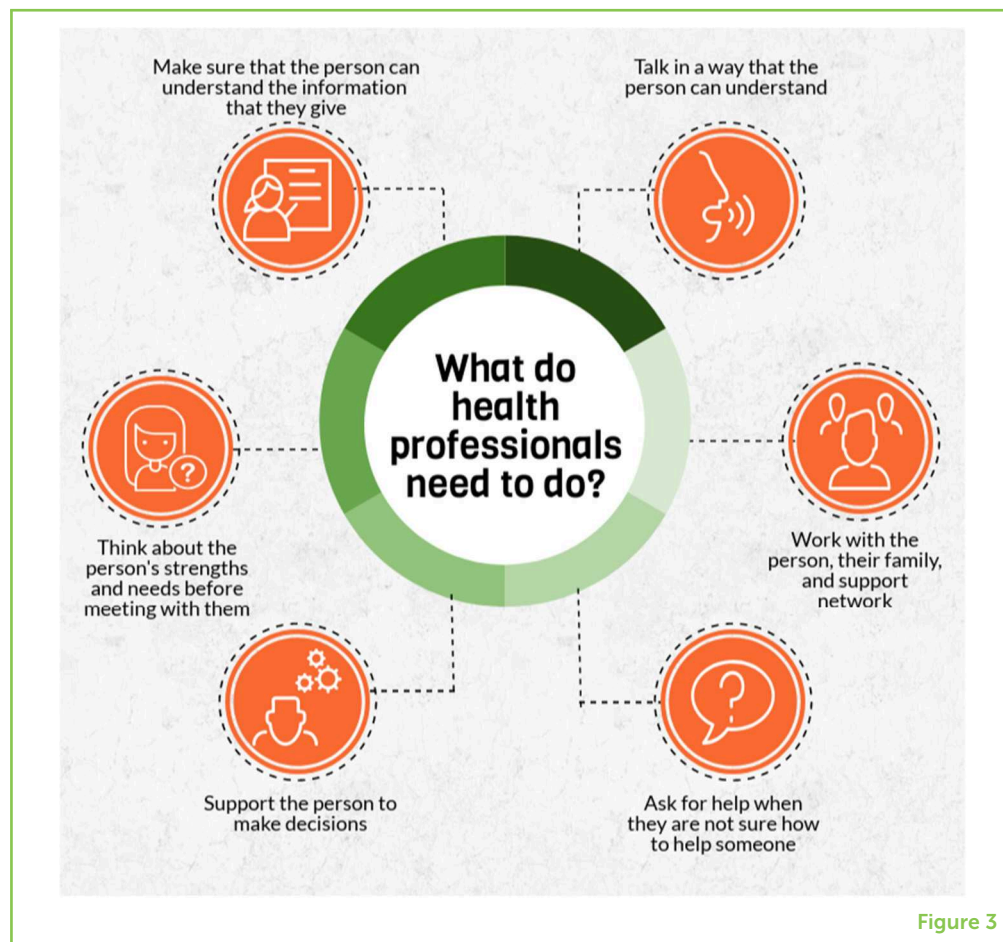 Make sure that the person can
understand the information
that they give
Talk in a way that the
person can understand
What do
health
professionals
need to do?
Think about the
person's strengths
and needs before
meeting with them
Work with the
person, their family,
and support
network
Support the person to
make decisions
Ask for help when
they are not sure how
to help someone
Figure 3